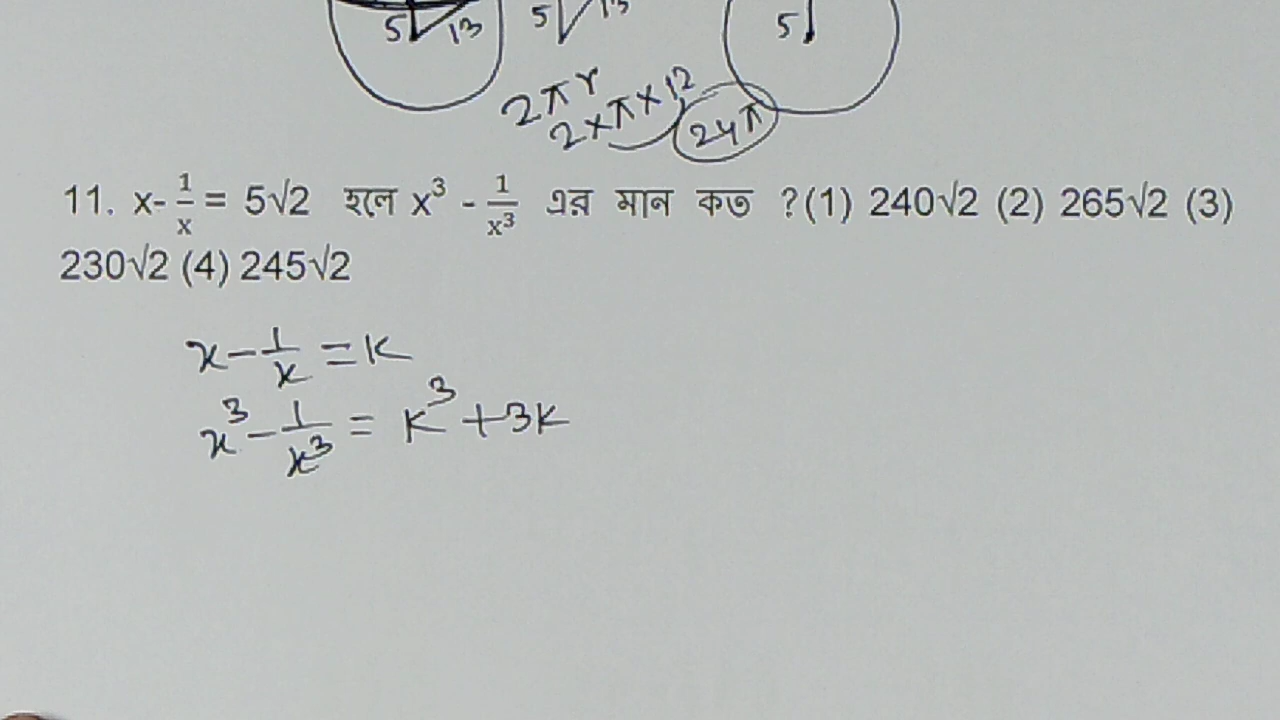 5 13 5 13 5
2πr
2×π×12 24π
11. x- 1/x = 5√2 হলে x³ - 1/x³ এর মান কত ?(1) 240√2 (2) 265√2 (3)
230√2 (4) 245√2
x - 1/x = K
x³ - 1/x³ = K³ + 3K